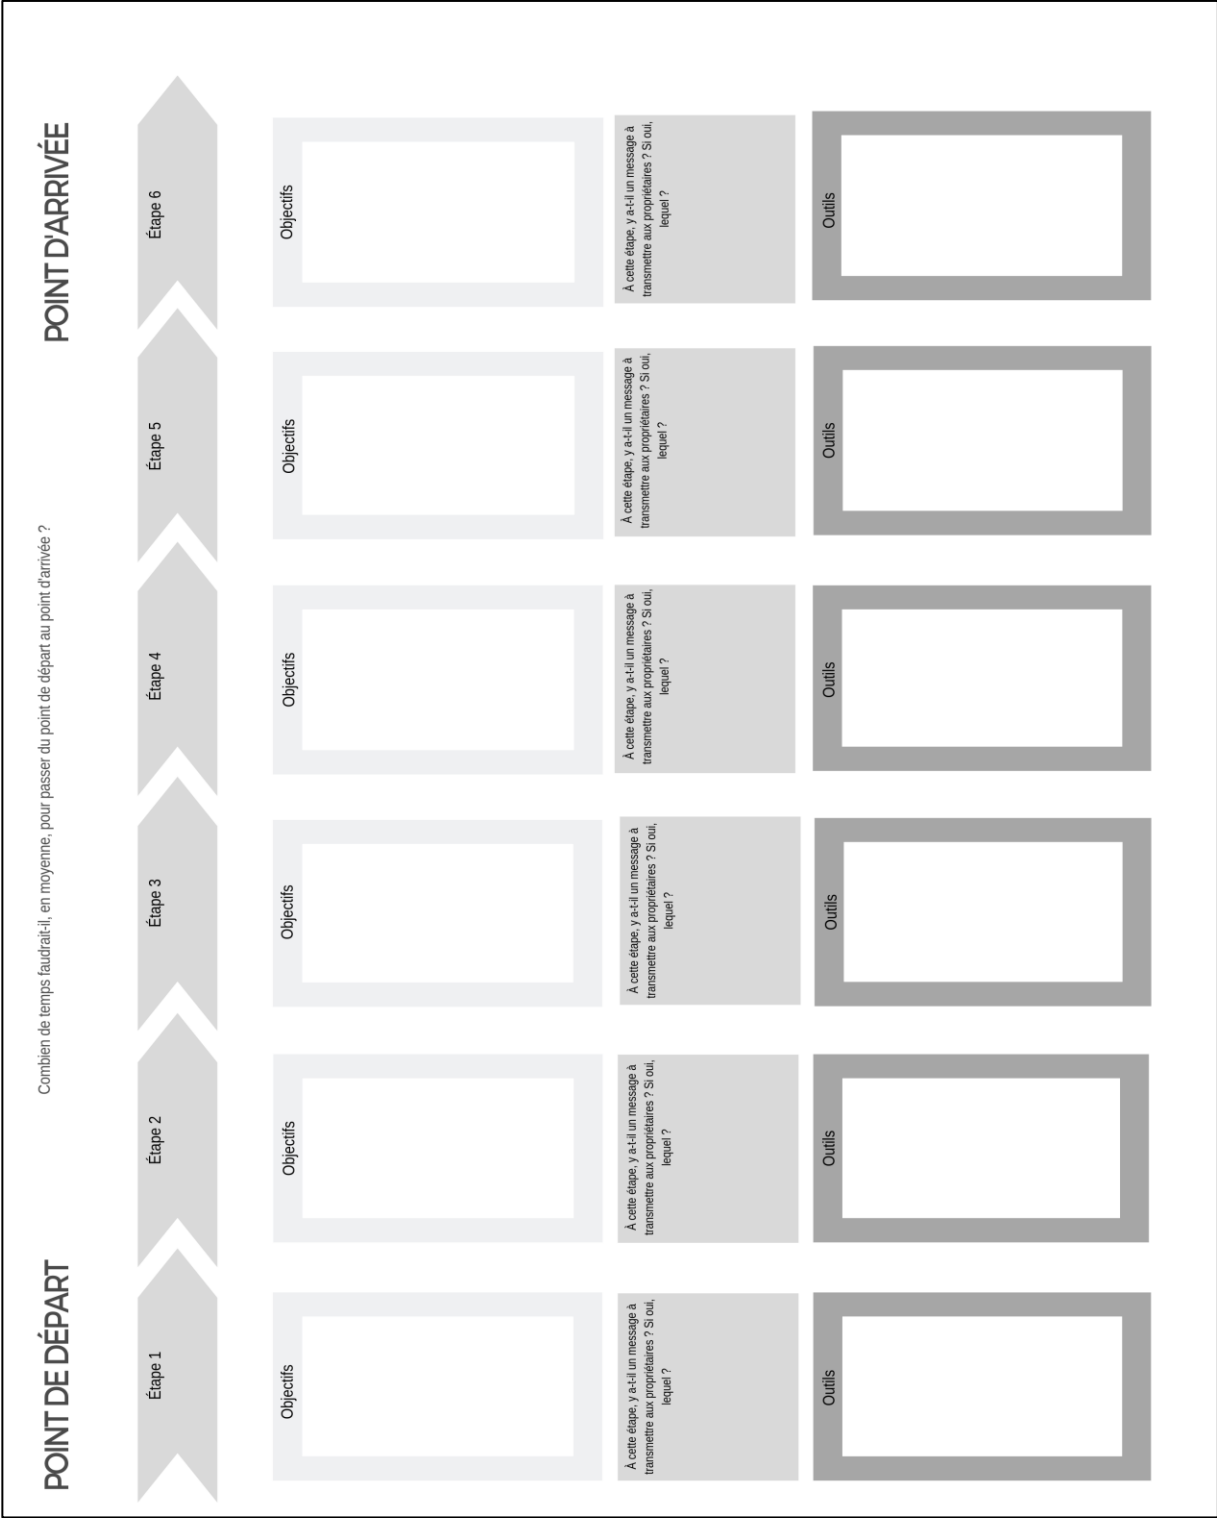 POINT DE DÉPART
Combien de temps faudrait-il, en moyenne, pour passer du point de départ au point d'arrivée ?
POINT D'ARRIVÉE
Étape 1
Étape 2
Étape 3
Étape 4
Étape 5
Étape 6
Objectifs
Objectifs
Objectifs
Objectifs
Objectifs
Objectifs
À cette étape, y a-t-il un message à
transmettre aux propriétaires ? Si oui,
lequel ?
À cette étape, y a-t-il un message à
transmettre aux propriétaires ? Si oui,
lequel ?
À cette étape, y a-t-il un message à
transmettre aux propriétaires ? Si oui,
lequel ?
À cette étape, y a-t-il un message à
transmettre aux propriétaires ? Si oui,
lequel ?
À cette étape, y a-t-il un message à
transmettre aux propriétaires ? Si oui,
lequel ?
À cette étape, y a-t-il un message à
transmettre aux propriétaires ? Si oui,
lequel ?
Outils
Outils
Outils
Outils
Outils
Outils